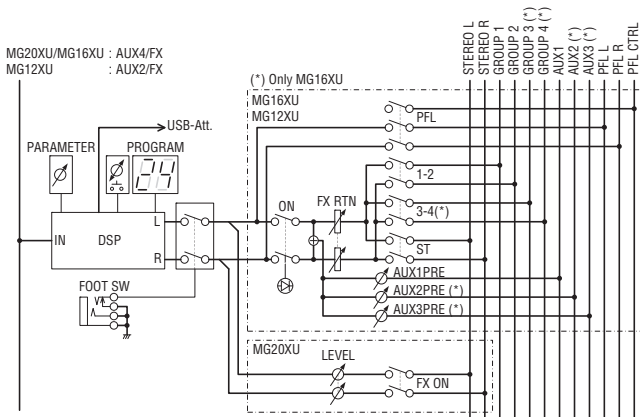 MG20XU/MG16XU : AUX4/FX
MG12XU : AUX2/FX
STEREO L
STEREO R
GROUP 1
GROUP 2
GROUP 3 (*)
GROUP 4 (*)
AUX1
AUX2 (*)
AUX3 (*)
PFL L
PFL R
PFL CTRL
(*) Only MG16XU
MG16XU
MG12XU
PFL
USB-Att.
PARAMETER
PROGRAM
1-2
ON
FX RTN
3-4(*)
L
IN
DSP
R
ST
AUX1PRE
FOOT SW
AUX2PRE (*)
AUX3PRE (*)
MG20XU
LEVEL
FX ON